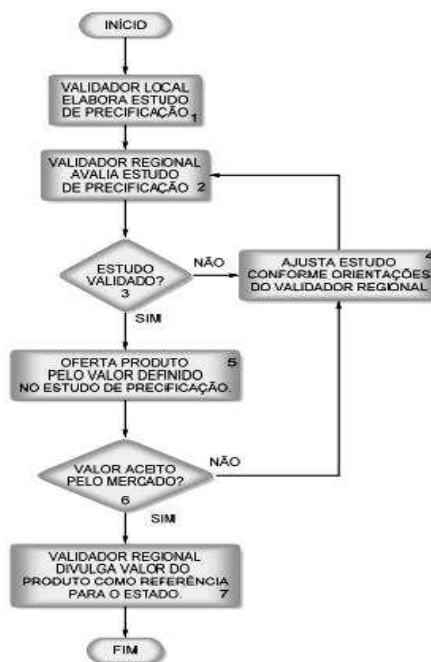 INÍCIO
VALIDADOR LOCAL
ELABORA ESTUDO
DE PRECIFICAÇÃO
1
VALIDADOR REGIONAL
AVALIA ESTUDO
DE PRECIFICAÇÃO
2
ESTUDO
VALIDADO?
3
NÃO
4
AJUSTA ESTUDO
CONFORME ORIENTAÇÕES
DO VALIDADOR REGIONAL
SIM
OFERTA PRODUTO
5
PELO VALOR DEFINIDO
NO ESTUDO DE PRECIFICAÇÃO.
VALOR ACEITO
PELO MERCADO?
6
NÃO
SIM
VALIDADOR REGIONAL
DIVULGA VALOR DO
PRODUTO COMO REFERÊNCIA
PARA O ESTADO.
7
FIM